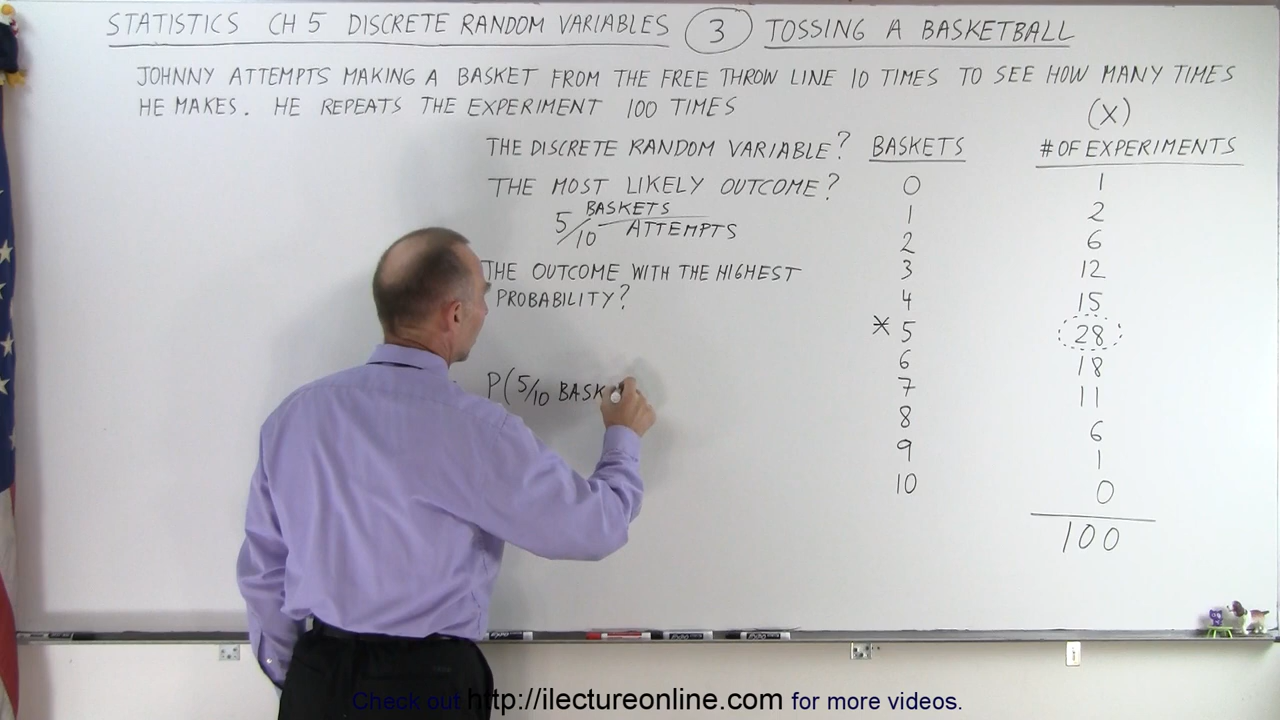 STATISTICS CH 5 DISCRETE RANDOM VARIABLES 3 TOSSING A BASKETBALL
JOHNNY ATTEMPTS MAKING A BASKET FROM THE FREE THROW LINE 10 TIMES TO SEE HOW MANY TIMES
HE MAKES. HE REPEATS THE EXPERIMENT 100 TIMES (X)
THE DISCRETE RANDOM VARIABLE? BASKETS # OF EXPERIMENTS
THE MOST LIKELY OUTCOME? 0 1
5/10 BASKETS 1 2
ATTEMPTS 2 6
THE OUTCOME WITH THE HIGHEST 3 12
PROBABILITY? 4 15
* 5 28
6 18
P(5/10 BASK 7 11
8 6
9 1
10 0
100
Check out http://ilectureonline.com for more videos.